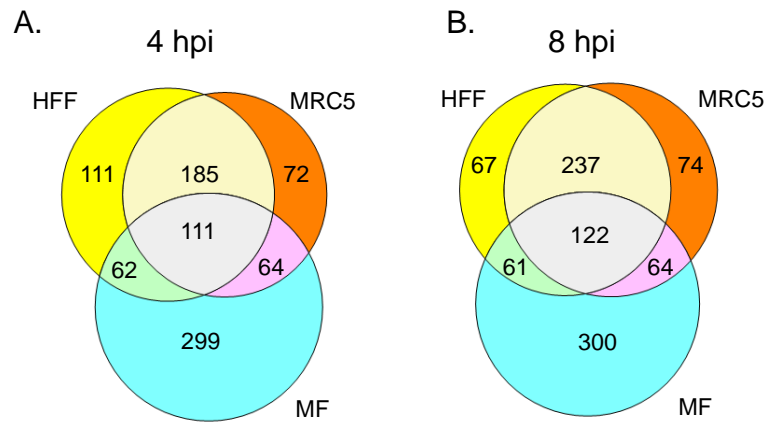 A.
4 hpi
HFF
MRC5
111
185
72
111
62
64
299
MF
B.
8 hpi
HFF
MRC5
67
237
74
122
61
64
300
MF